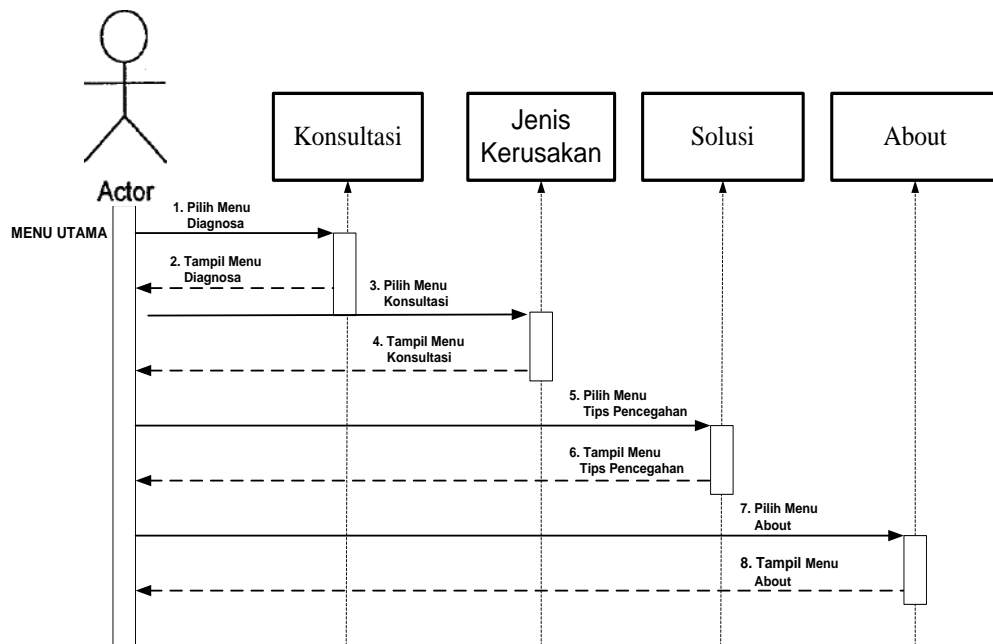 Konsultasi
Jenis
Kerusakan
Solusi
About
Actor
MENU UTAMA
1. Pilih Menu
Diagnosa
2. Tampil Menu
Diagnosa
3. Pilih Menu
Konsultasi
4. Tampil Menu
Konsultasi
5. Pilih Menu
Tips Pencegahan
6. Tampil Menu
Tips Pencegahan
7. Pilih Menu
About
8. Tampil Menu
About